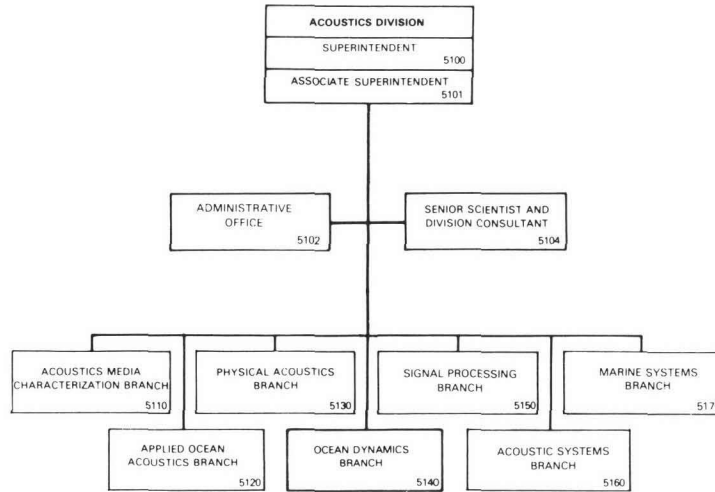 ACOUSTICS DIVISION
SUPERINTENDENT
5100
ASSOCIATE SUPERINTENDENT
5101
ADMINISTRATIVE
OFFICE
5102
SENIOR SCIENTIST AND
DIVISION CONSULTANT
5104
ACOUSTICS MEDIA
CHARACTERIZATION BRANCH
5110
PHYSICAL ACOUSTICS
BRANCH
5130
SIGNAL PROCESSING
BRANCH
5150
MARINE SYSTEMS
BRANCH
517
APPLIED OCEAN
ACOUSTICS BRANCH
5120
OCEAN DYNAMICS
BRANCH
5140
ACOUSTIC SYSTEMS
BRANCH
5160